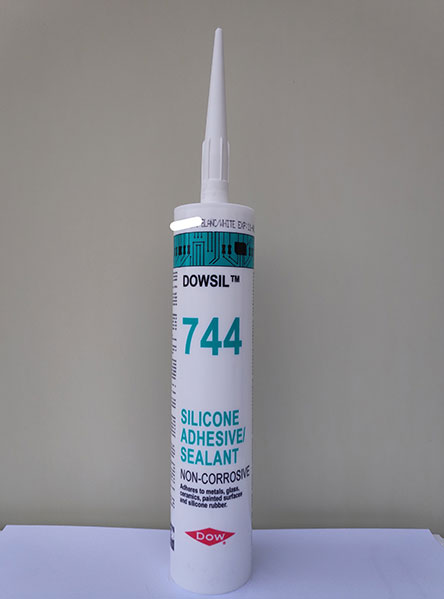 BLANC/WHITE EXP
DOWSIL™
744
SILICONE
ADHESIVE/
SEALANT
NON-CORROSIVE
Adheres to metals, glass,
ceramics, painted surfaces
and silicone rubber.
Dow